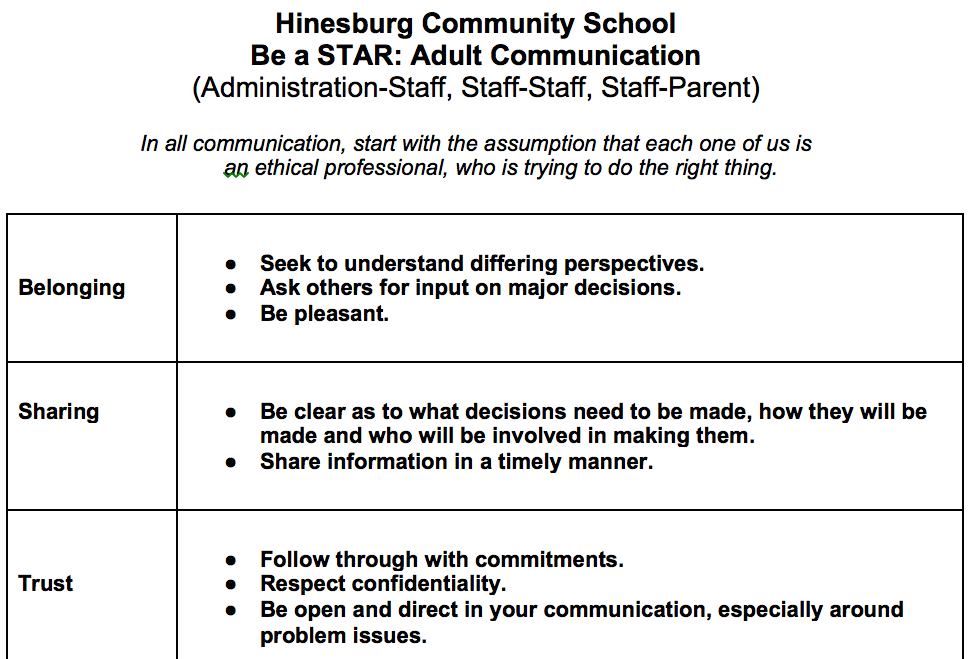 Hinesburg Community School
Be a STAR: Adult Communication
(Administration-Staff, Staff-Staff, Staff-Parent)
In all communication, start with the assumption that each one of us is
an ethical professional, who is trying to do the right thing.
Belonging
● Seek to understand differing perspectives.
● Ask others for input on major decisions.
● Be pleasant.
Sharing
● Be clear as to what decisions need to be made, how they will be
made and who will be involved in making them.
● Share information in a timely manner.
Trust
● Follow through with commitments.
● Respect confidentiality.
● Be open and direct in your communication, especially around
problem issues.